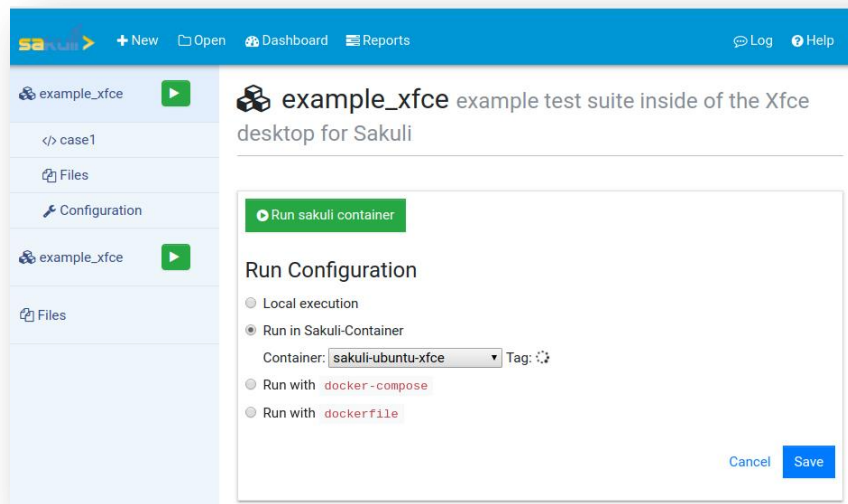 sakuli
New
Open
Dashboard
Reports
Log
Help
example_xfce
case1
Files
Configuration
example_xfce
Files
example_xfce example test suite inside of the Xfce
desktop for Sakuli
Run sakuli container
Run Configuration
Local execution
Run in Sakuli-Container
Container: sakuli-ubuntu-xfce Tag:
Run with docker-compose
Run with dockerfile
Cancel
Save